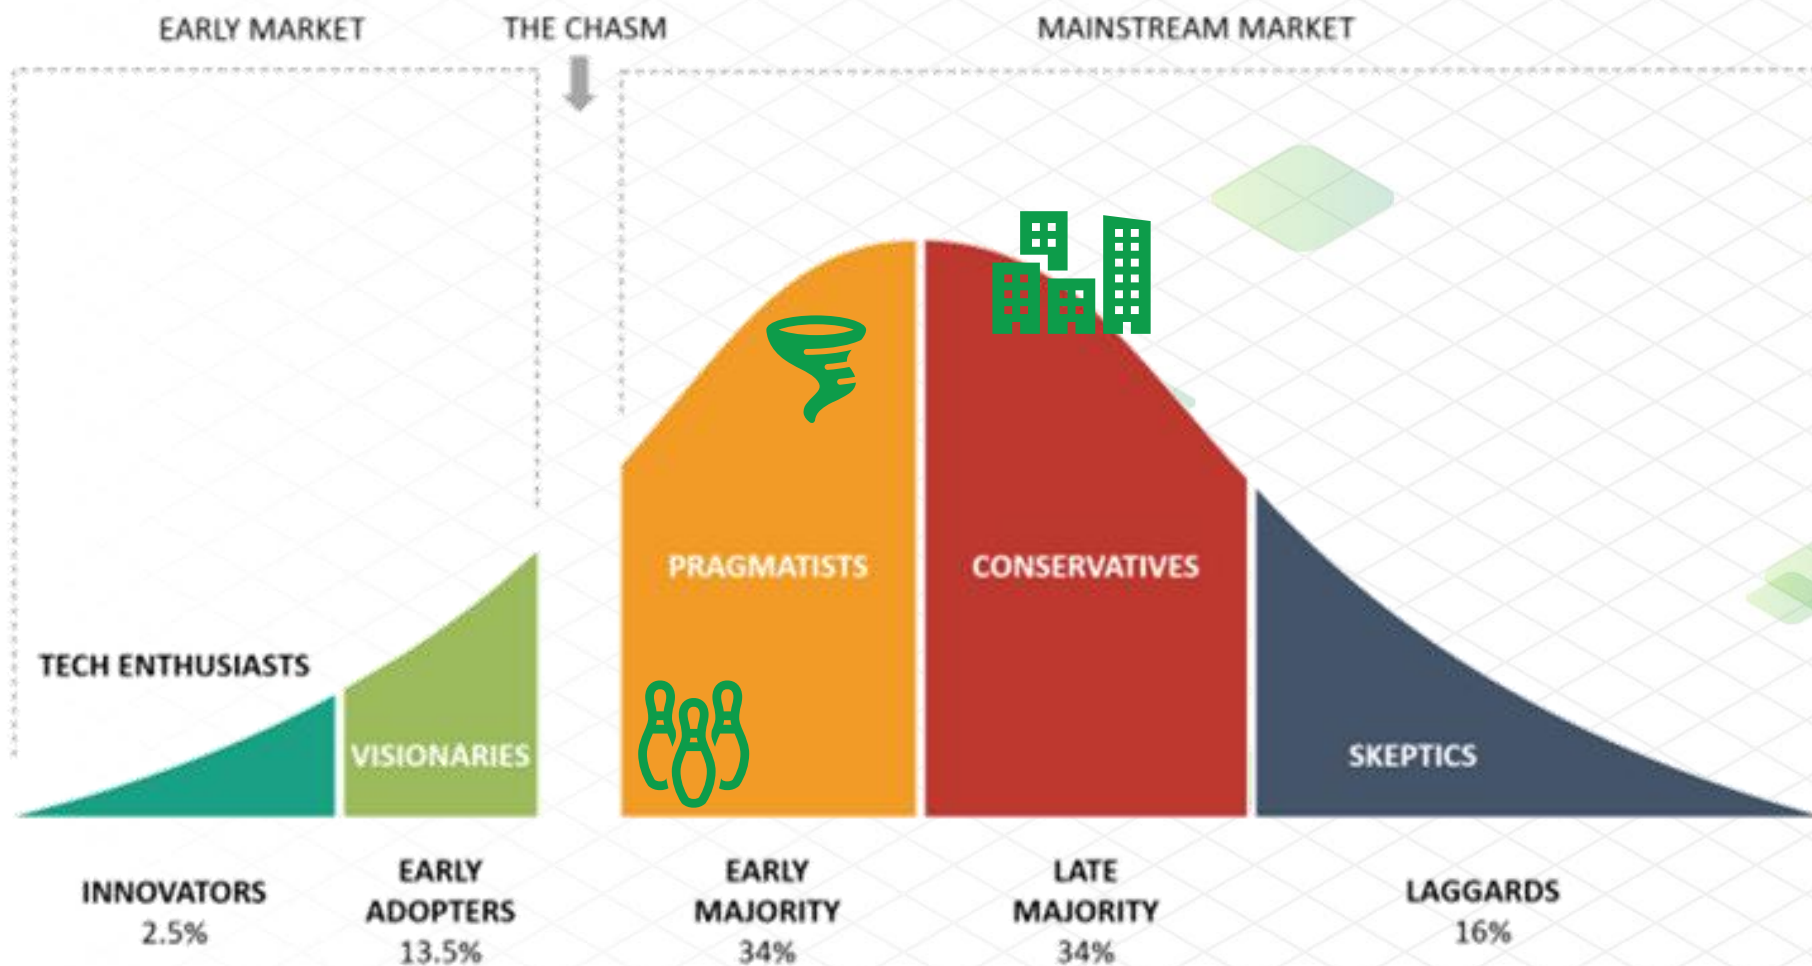 EARLY MARKET
THE CHASM
MAINSTREAM MARKET
PRAGMATISTS
CONSERVATIVES
TECH ENTHUSIASTS
VISIONARIES
SKEPTICS
INNOVATORS
2.5%
EARLY
ADOPTERS
13.5%
EARLY
MAJORITY
34%
LATE
MAJORITY
34%
LAGGARDS
16%